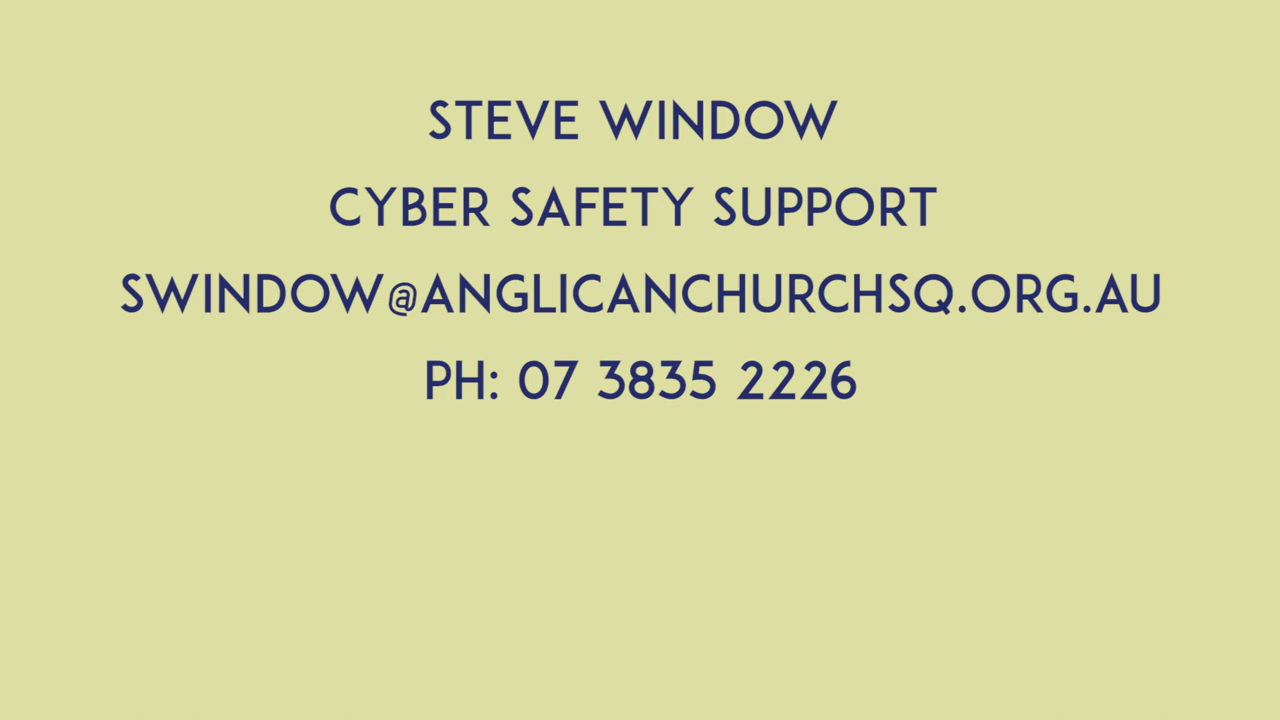 STEVE WINDOW
CYBER SAFETY SUPPORT
SWINDOW@ANGLICANCHURCHSQ.ORG.AU
PH: 07 3835 2226